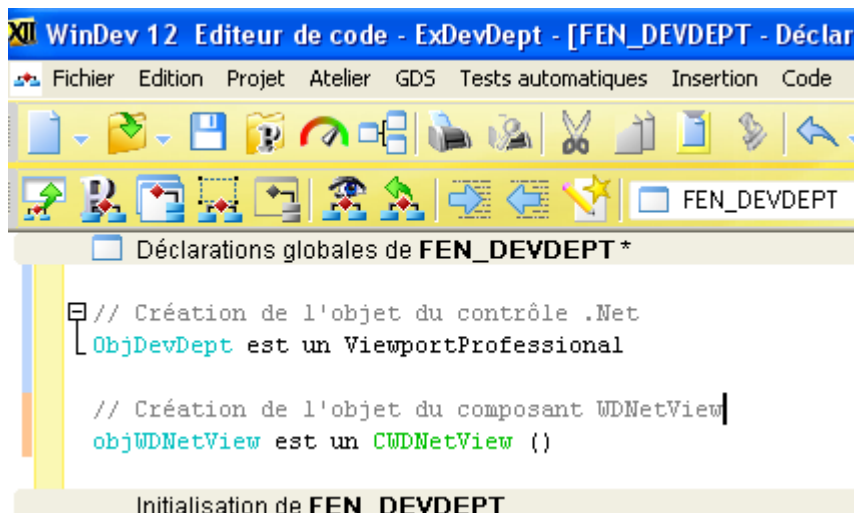 WinDev 12 Editeur de code - ExDevDept - [FEN_DEVDEPT - Déclar
Fichier Edition Projet Atelier GDS Tests automatiques Insertion Code
FEN_DEVDEPT
Déclarations globales de FEN_DEVDEPT *
// Création de l'objet du contrôle .Net
ObjDevDept est un ViewportProfessional
// Création de l'objet du composant WDNetView
objWDNetView est un CWDNetView ()
Initialisation de FEN_DEVDEPT